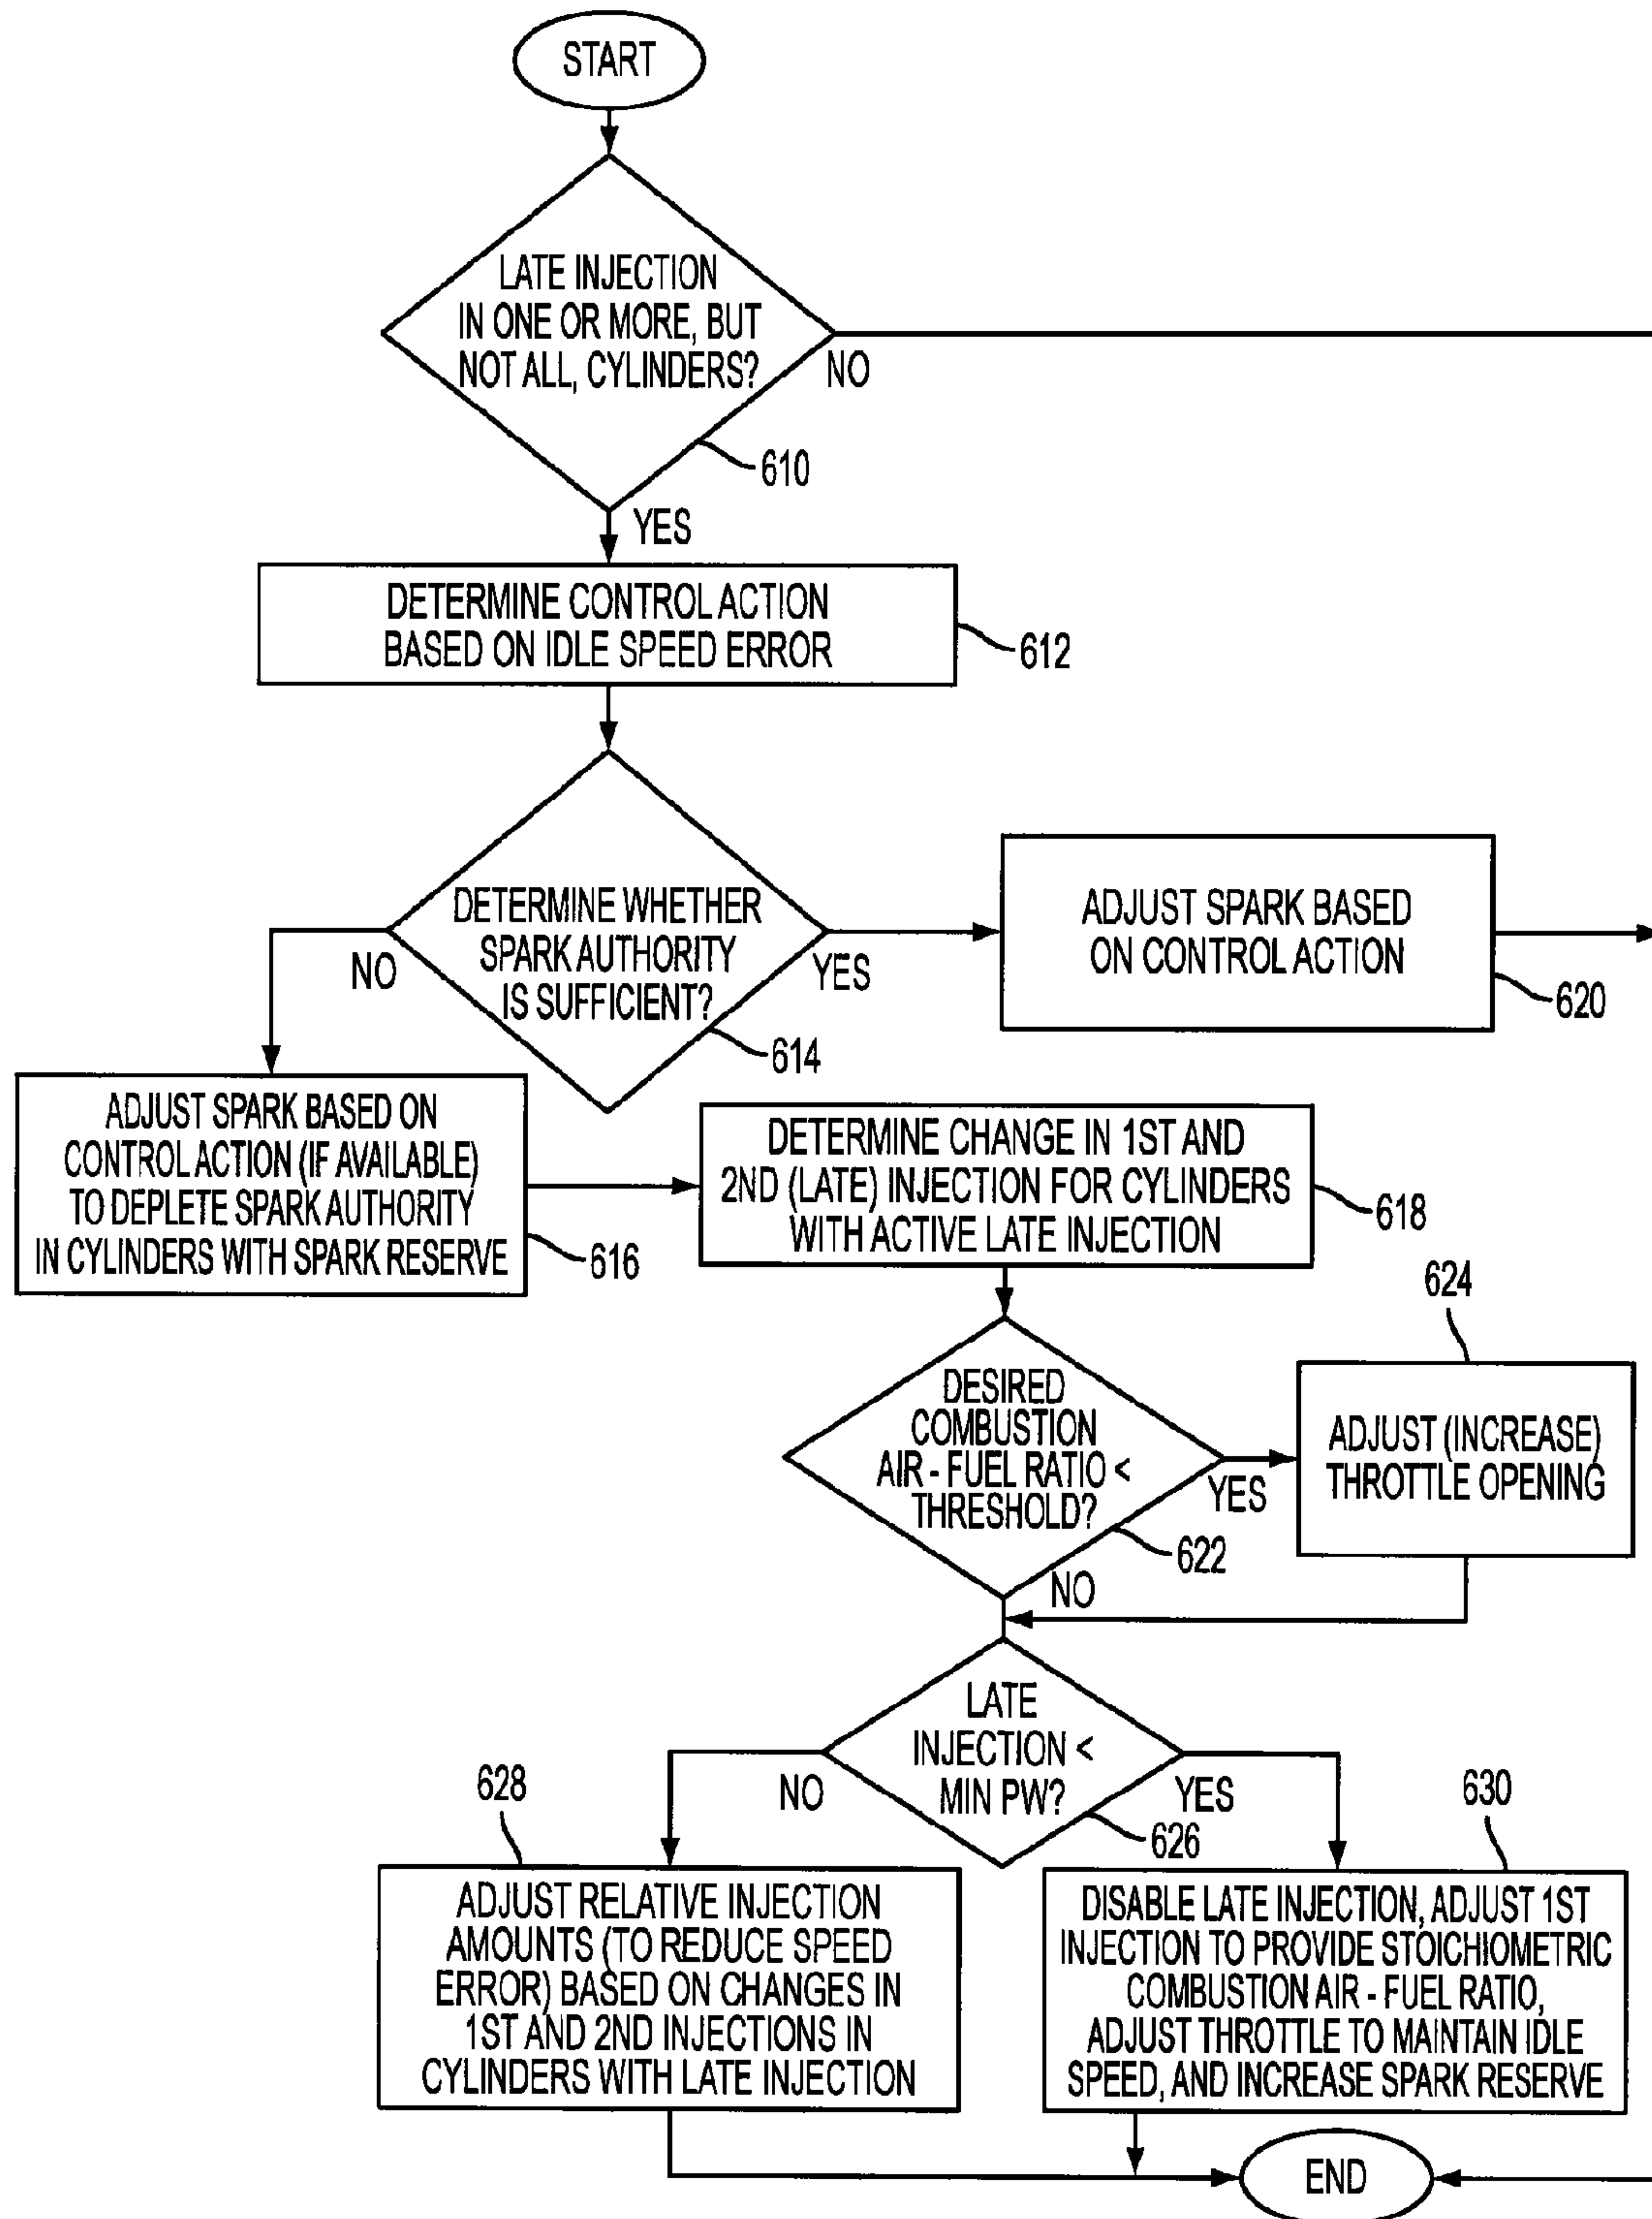 START
LATE INJECTION
IN ONE OR MORE, BUT
NOT ALL, CYLINDERS?
NO
610
YES
DETERMINE CONTROL ACTION
BASED ON IDLE SPEED ERROR
612
DETERMINE WHETHER
SPARK AUTHORITY
IS SUFFICIENT?
NO
YES
614
ADJUST SPARK BASED
ON CONTROL ACTION
620
ADJUST SPARK BASED ON
CONTROL ACTION (IF AVAILABLE)
TO DEPLETE SPARK AUTHORITY
IN CYLINDERS WITH SPARK RESERVE
616
DETERMINE CHANGE IN 1ST AND
2ND (LATE) INJECTION FOR CYLINDERS
WITH ACTIVE LATE INJECTION
618
624
DESIRED
COMBUSTION
AIR - FUEL RATIO <
THRESHOLD?
YES
622
NO
ADJUST (INCREASE)
THROTTLE OPENING
LATE
INJECTION <
MIN PW?
NO
YES
626
628
ADJUST RELATIVE INJECTION
AMOUNTS (TO REDUCE SPEED
ERROR) BASED ON CHANGES IN
1ST AND 2ND INJECTIONS IN
CYLINDERS WITH LATE INJECTION
630
DISABLE LATE INJECTION, ADJUST 1ST
INJECTION TO PROVIDE STOICHIOMETRIC
COMBUSTION AIR - FUEL RATIO,
ADJUST THROTTLE TO MAINTAIN IDLE
SPEED, AND INCREASE SPARK RESERVE
END